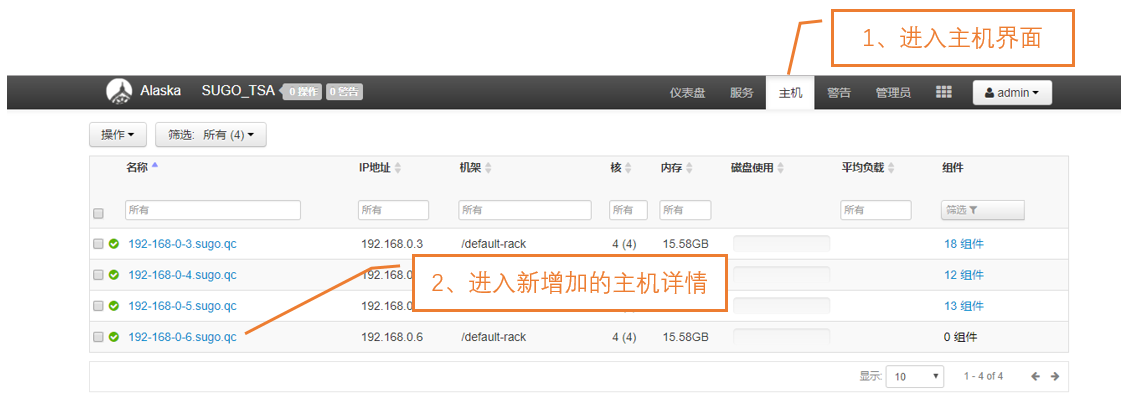 1、进入主机界面
Alaska SUGO_TSA 0 操作 0 警告 仪表盘 服务 主机 警告 管理员 admin
操作 筛选: 所有 (4)
名称 IP地址 机架 核 内存 磁盘使用 平均负载 组件
所有 所有 所有 所有 所有 所有 筛选
192-168-0-3.sugo.qc 192.168.0.3 /default-rack 4 (4) 15.58GB 18 组件
192-168-0-4.sugo.qc 192.168.0. 12 组件
2、进入新增加的主机详情
192-168-0-5.sugo.qc 192.168.0. 13 组件
192-168-0-6.sugo.qc 192.168.0.6 /default-rack 4 (4) 15.58GB 0 组件
显示: 10 1 - 4 of 4